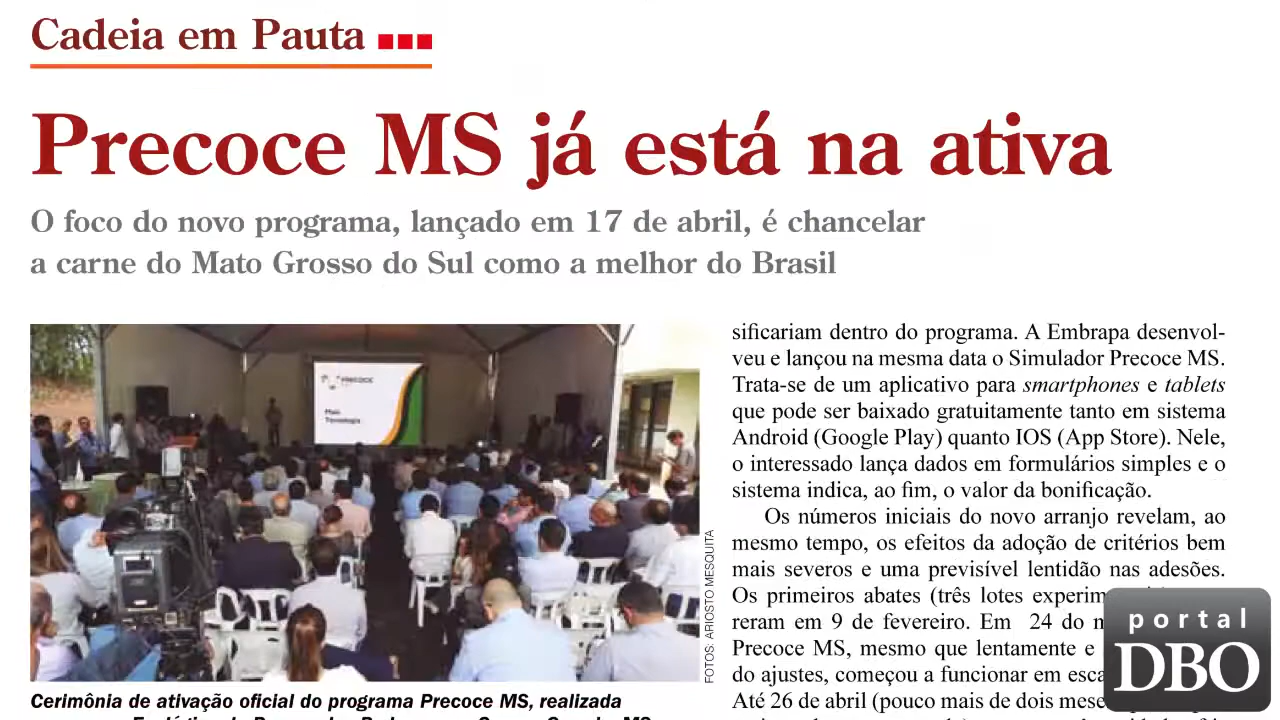 Cadeia em Pauta
Precoce MS já está na ativa
O foco do novo programa, lançado em 17 de abril, é chancelar
a carne do Mato Grosso do Sul como a melhor do Brasil
PRECOCE
Mais
Tecnologia
FOTOS: ARIOSTO MESQUITA
Cerimônia de ativação oficial do programa Precoce MS, realizada
sificariam dentro do programa. A Embrapa desenvol-
veu e lançou na mesma data o Simulador Precoce MS.
Trata-se de um aplicativo para smartphones e tablets
que pode ser baixado gratuitamente tanto em sistema
Android (Google Play) quanto IOS (App Store). Nele,
o interessado lança dados em formulários simples e o
sistema indica, ao fim, o valor da bonificação.
Os números iniciais do novo arranjo revelam, ao
mesmo tempo, os efeitos da adoção de critérios bem
mais severos e uma previsível lentidão nas adesões.
Os primeiros abates (três lotes
reram em 9 de fevereiro. Em 24 do
Precoce MS, mesmo que lentamente e
do ajustes, começou a funcionar em
Até 26 de abril (pouco mais de dois
portal
DBO